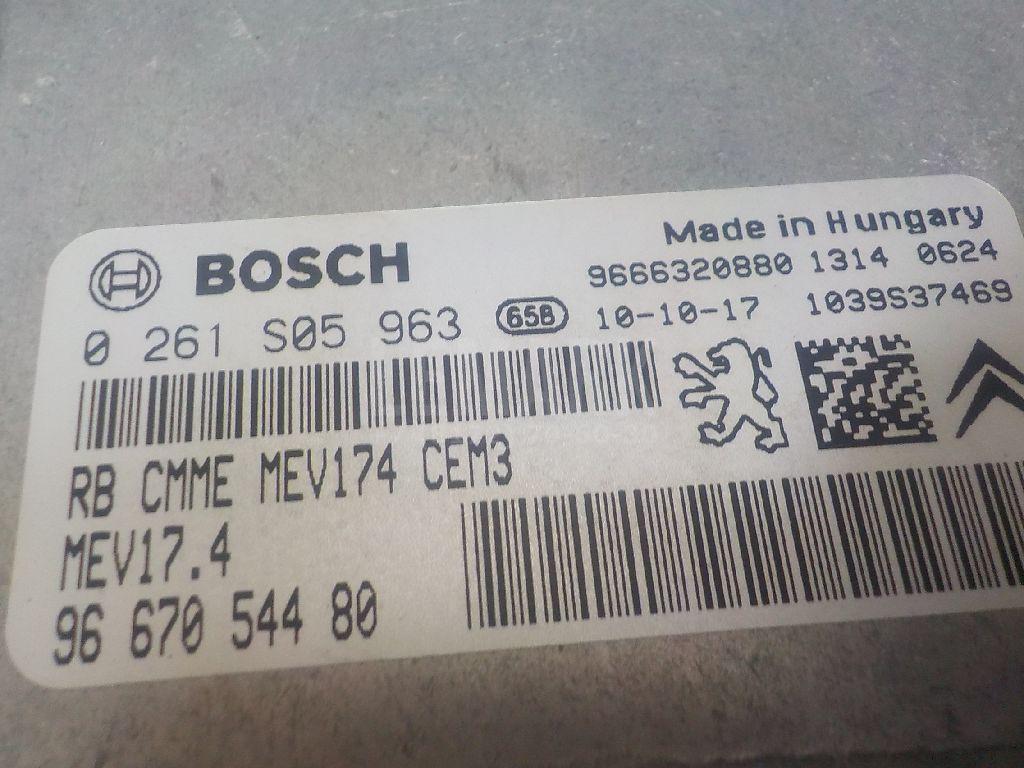 BOSCH
Made in Hungary
9666320880 1314 0624
0 261 S05 963 65B 10-10-17 1039S37469
RB CMME MEV174 CEM3
MEV17.4
96 670 544 80